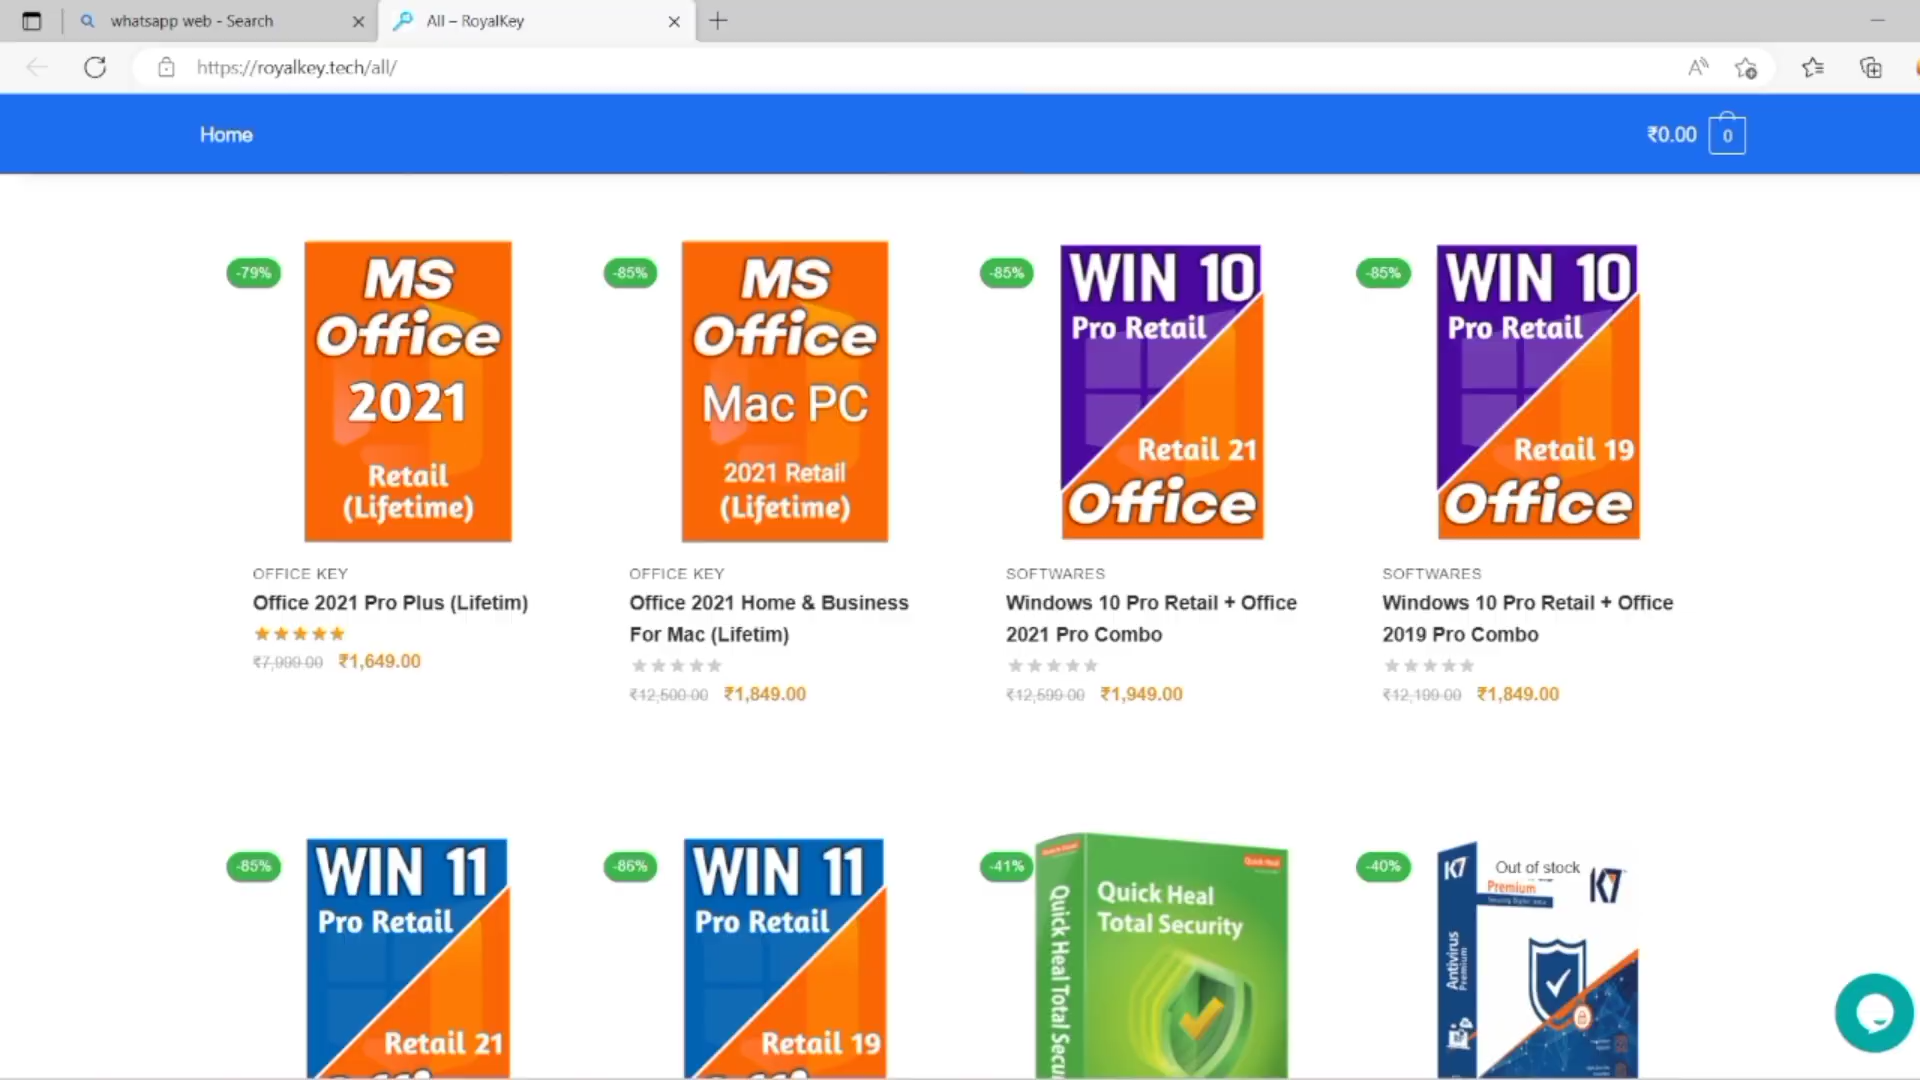 whatsapp web - Search
All – RoyalKey
https://royalkey.tech/all/
Home
₹0.00
0
-79%
MS
Office
2021
Retail
(Lifetime)
OFFICE KEY
Office 2021 Pro Plus (Lifetim)
₹7,999.00 ₹1,649.00
-85%
MS
Office
Mac PC
2021 Retail
(Lifetime)
OFFICE KEY
Office 2021 Home & Business
For Mac (Lifetim)
₹12,500.00 ₹1,849.00
-85%
WIN 10
Pro Retail
Retail 21
Office
SOFTWARES
Windows 10 Pro Retail + Office
2021 Pro Combo
₹12,599.00 ₹1,949.00
-85%
WIN 10
Pro Retail
Retail 19
Office
SOFTWARES
Windows 10 Pro Retail + Office
2019 Pro Combo
₹12,199.00 ₹1,849.00
-85%
WIN 11
Pro Retail
Retail 21
-86%
WIN 11
Pro Retail
Retail 19
-41%
Quick Heal
Quick Heal
Total Security
Quick Heal Total Secu
-40%
Out of stock
K7
Premium
K7
Antivirus
Premium